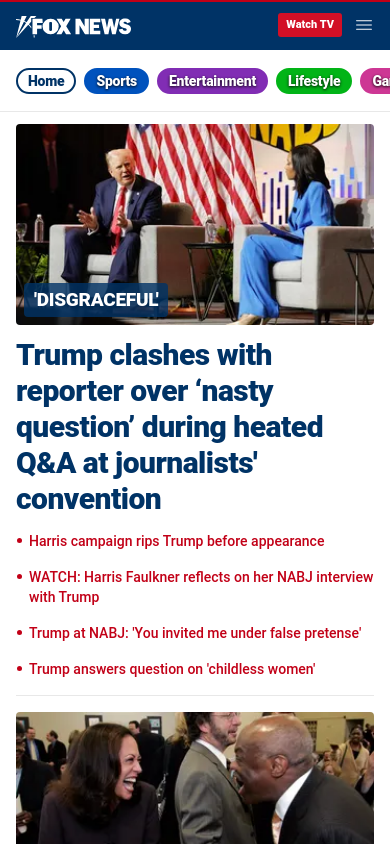 FOX NEWS
Watch TV
Home
Sports
Entertainment
Lifestyle
Ga
NABJ
'DISGRACEFUL'
Trump clashes with
reporter over ‘nasty
question’ during heated
Q&A at journalists'
convention
Harris campaign rips Trump before appearance
WATCH: Harris Faulkner reflects on her NABJ interview
with Trump
Trump at NABJ: 'You invited me under false pretense'
Trump answers question on 'childless women'